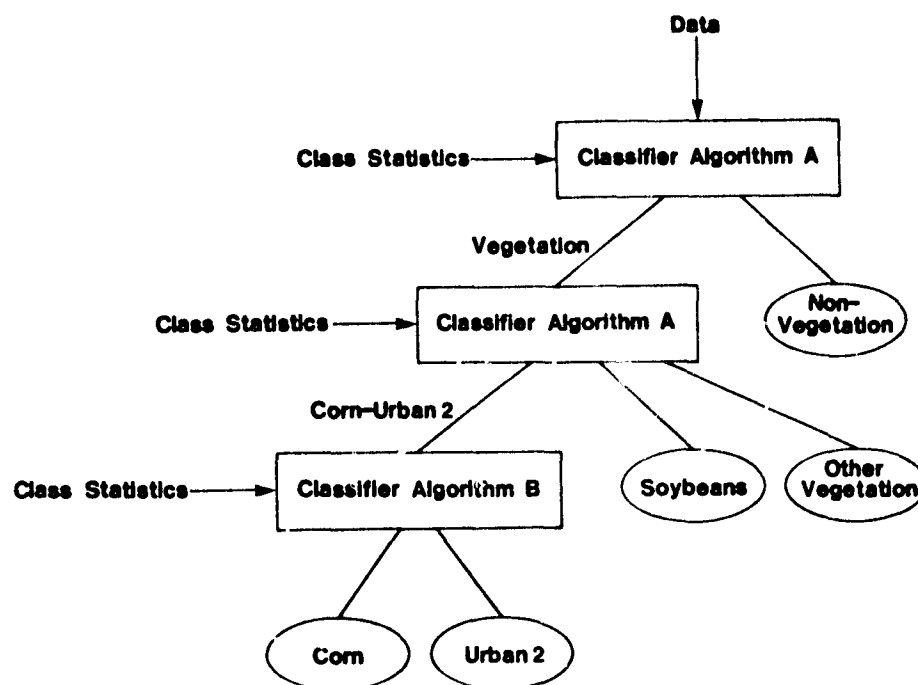 Data
Class Statistics
Classifier Algorithm A
Vegetation
Non-
Vegetation
Class Statistics
Classifier Algorithm A
Corn-Urban 2
Class Statistics
Classifier Algorithm B
Soybeans
Other
Vegetation
Corn
Urban 2